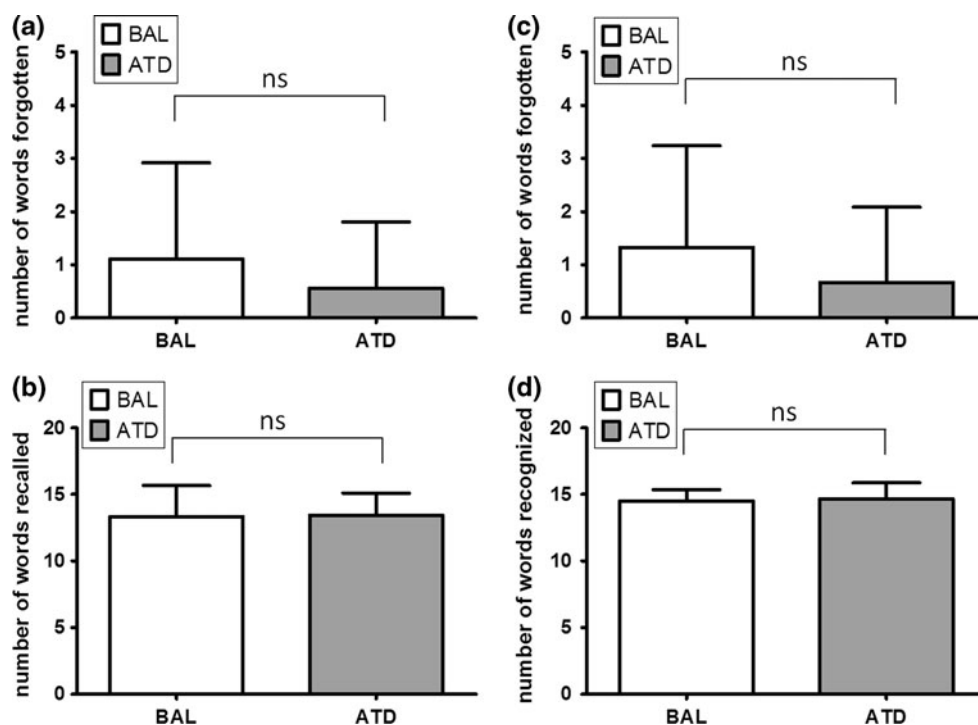 (a)
BAL
ATD
number of words forgotten
5
4
3
2
1
0
ns
BAL ATD
(b)
BAL
ATD
number of words recalled
20
15
10
5
0
ns
BAL ATD
(c)
BAL
ATD
number of words forgotten
5
4
3
2
1
0
ns
BAL ATD
(d)
BAL
ATD
number of words recognized
20
15
10
5
0
ns
BAL ATD